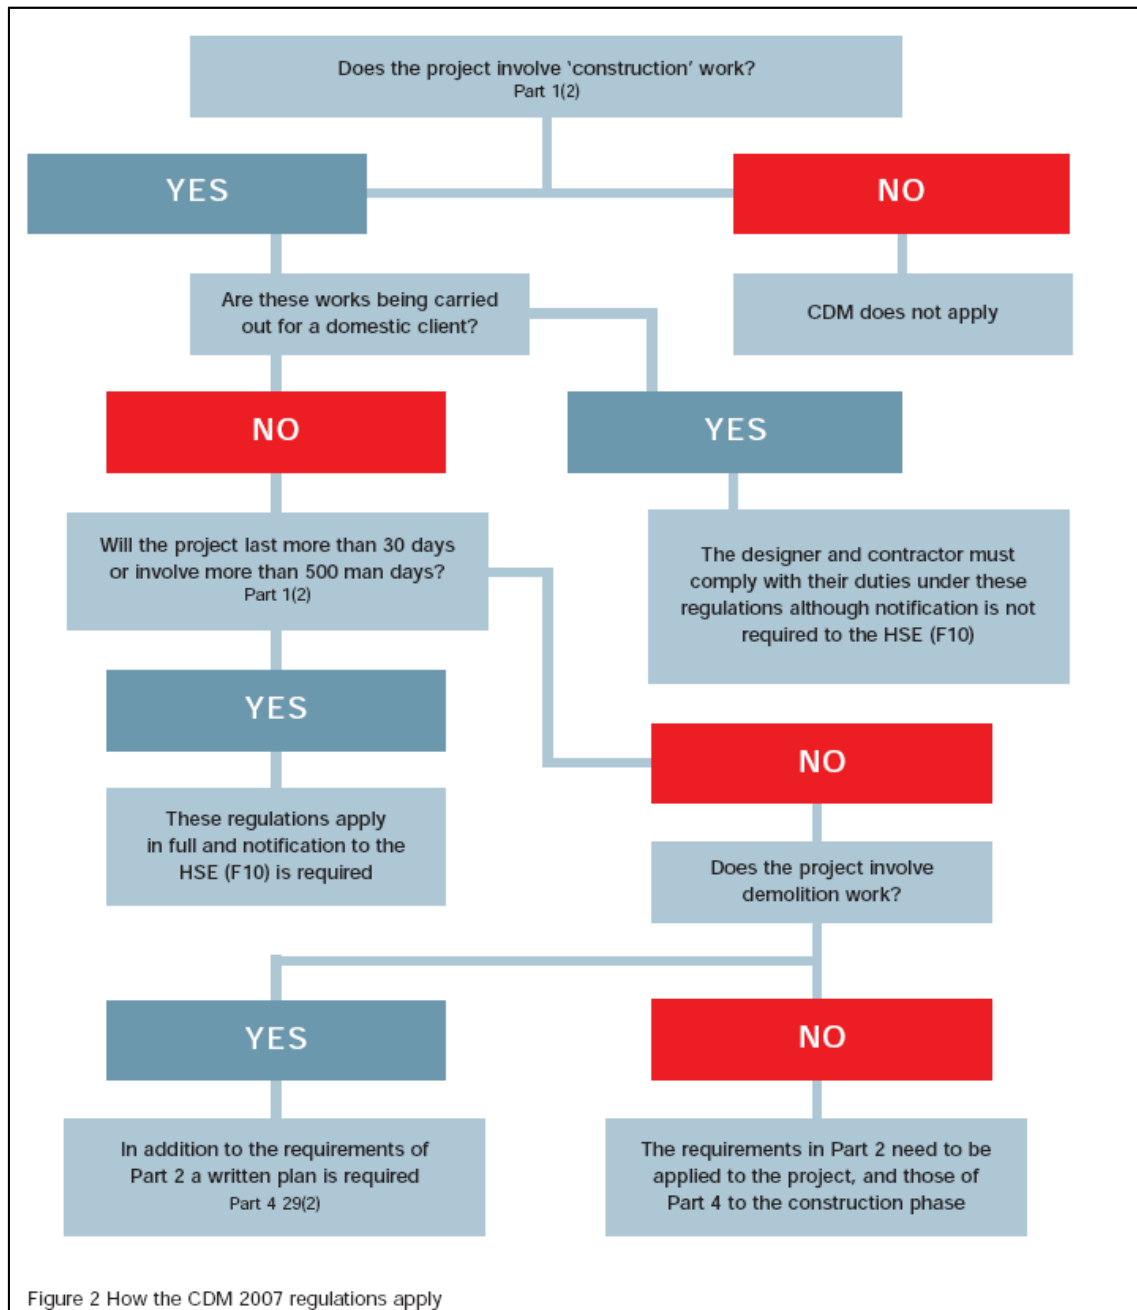 Does the project involve ‘construction’ work?
Part 1(2)
YES
NO
Are these works being carried
out for a domestic client?
CDM does not apply
NO
YES
Will the project last more than 30 days
or involve more than 500 man days?
Part 1(2)
The designer and contractor must
comply with their duties under these
regulations although notification is not
required to the HSE (F10)
YES
NO
These regulations apply
in full and notification to the
HSE (F10) is required
Does the project involve
demolition work?
YES
NO
In addition to the requirements of
Part 2 a written plan is required
Part 4 29(2)
The requirements in Part 2 need to be
applied to the project, and those of
Part 4 to the construction phase
Figure 2 How the CDM 2007 regulations apply